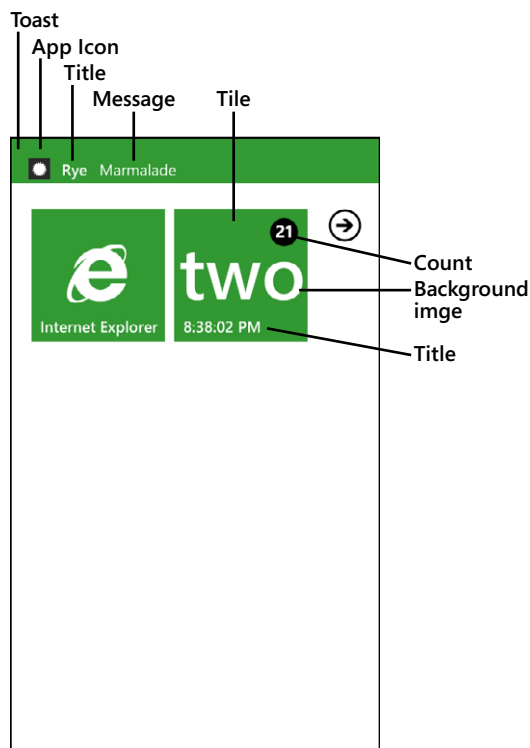 Toast
App Icon
Title
Message
Tile
Rye Marmalade
21
two
Internet Explorer
8:38:02 PM
Count
Background
imge
Title